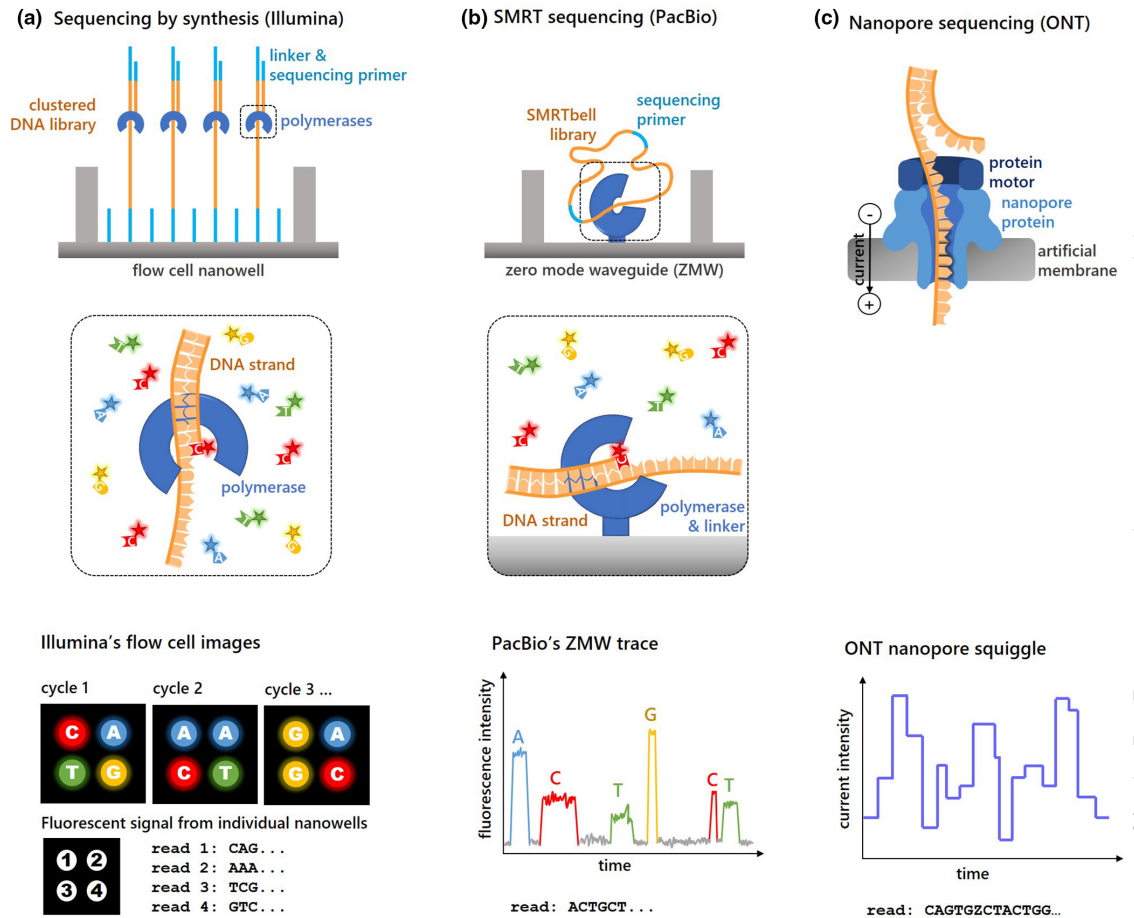 (a) Sequencing by synthesis (Illumina)
linker &
sequencing primer
clustered
DNA library
polymerases
flow cell nanowell
T
G
C
DNA strand
A
A
T
C
C
G
polymerase
T
C
A
G
Illumina's flow cell images
cycle 1
cycle 2
cycle 3 ...
C A
T G
A A
C T
G A
G C
Fluorescent signal from individual nanowells
1 2
3 4
read 1: CAG...
read 2: AAA...
read 3: TCG...
read 4: GTC...
(b) SMRT sequencing (PacBio)
sequencing
primer
SMRTbell
library
zero mode waveguide (ZMW)
G
G
C
T
A
T
C
A
C
DNA strand
polymerase
& linker
PacBio's ZMW trace
fluorescence intensity
A
C
T
G
C
T
time
read: ACTGCT...
(c) Nanopore sequencing (ONT)
protein
motor
nanopore
protein
-
current
+
artificial
membrane
ONT nanopore squiggle
current intensity
time
read: CAGTGZCTACTGG…